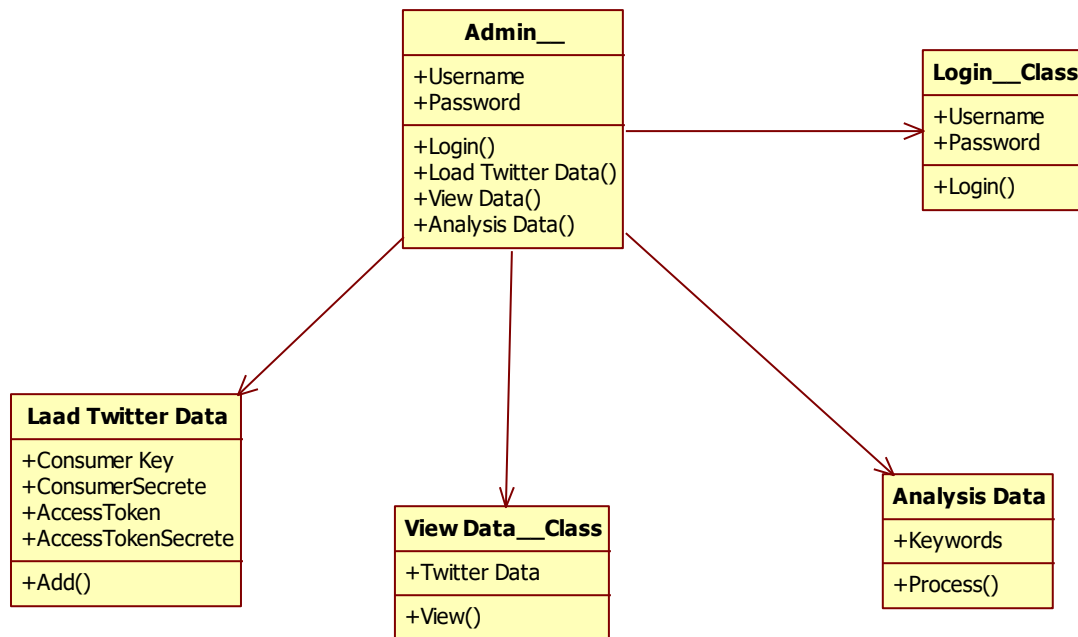 Admin__
+Username
+Password
+Login()
+Load Twitter Data()
+View Data()
+Analysis Data()
Login__Class
+Username
+Password
+Login()
Laad Twitter Data
+Consumer Key
+ConsumerSecrete
+AccessToken
+AccessTokenSecrete
+Add()
View Data__Class
+Twitter Data
+View()
Analysis Data
+Keywords
+Process()